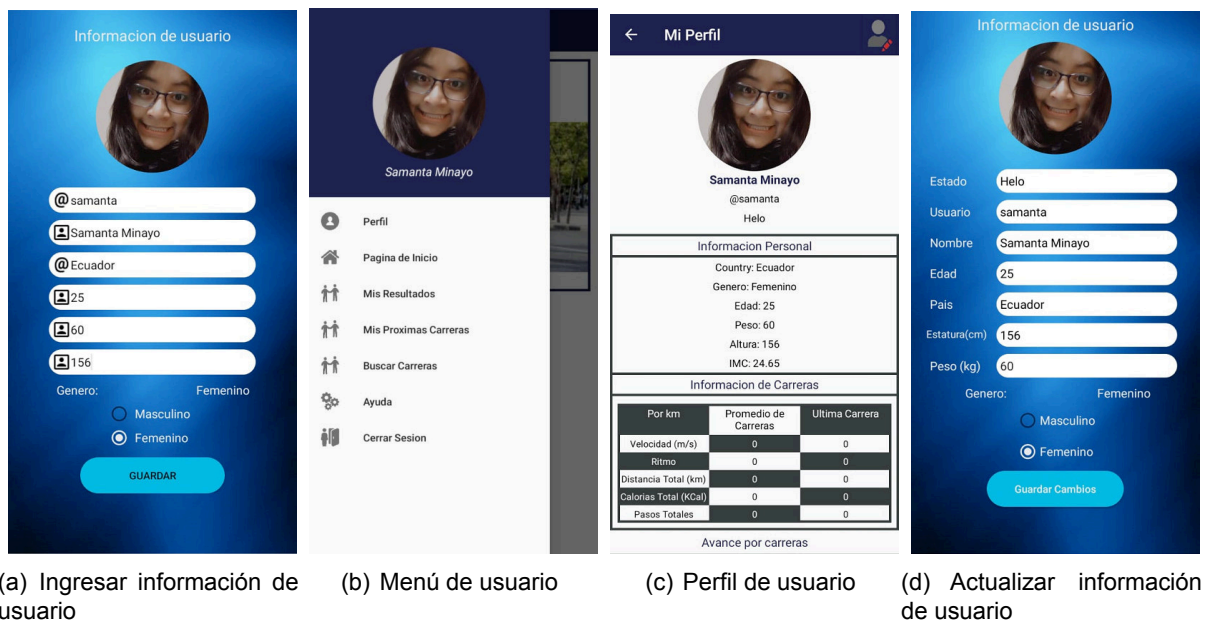 Informacion de usuario
@ samanta
Samanta Minayo
@ Ecuador
25
60
156
Genero: Femenino
Masculino
Femenino
GUARDAR
(a) Ingresar información de
usuario
Samanta Minayo
Perfil
Pagina de Inicio
Mis Resultados
Mis Proximas Carreras
Buscar Carreras
Ayuda
Cerrar Sesion
(b) Menú de usuario
Mi Perfil
Samanta Minayo
@samanta
Helo
Informacion Personal
Country: Ecuador
Genero: Femenino
Edad: 25
Peso: 60
Altura: 156
IMC: 24.65
Informacion de Carreras
Por km Promedio de Carreras Ultima Carrera
Velocidad (m/s) 0 0
Ritmo 0 0
Distancia Total (km) 0 0
Calorias Total (KCal) 0 0
Pasos Totales 0 0
Avance por carreras
(c) Perfil de usuario
Informacion de usuario
Estado Helo
Usuario samanta
Nombre Samanta Minayo
Edad 25
Pais Ecuador
Estatura(cm) 156
Peso (kg) 60
Genero: Femenino
Masculino
Femenino
Guardar Cambios
(d) Actualizar información
de usuario